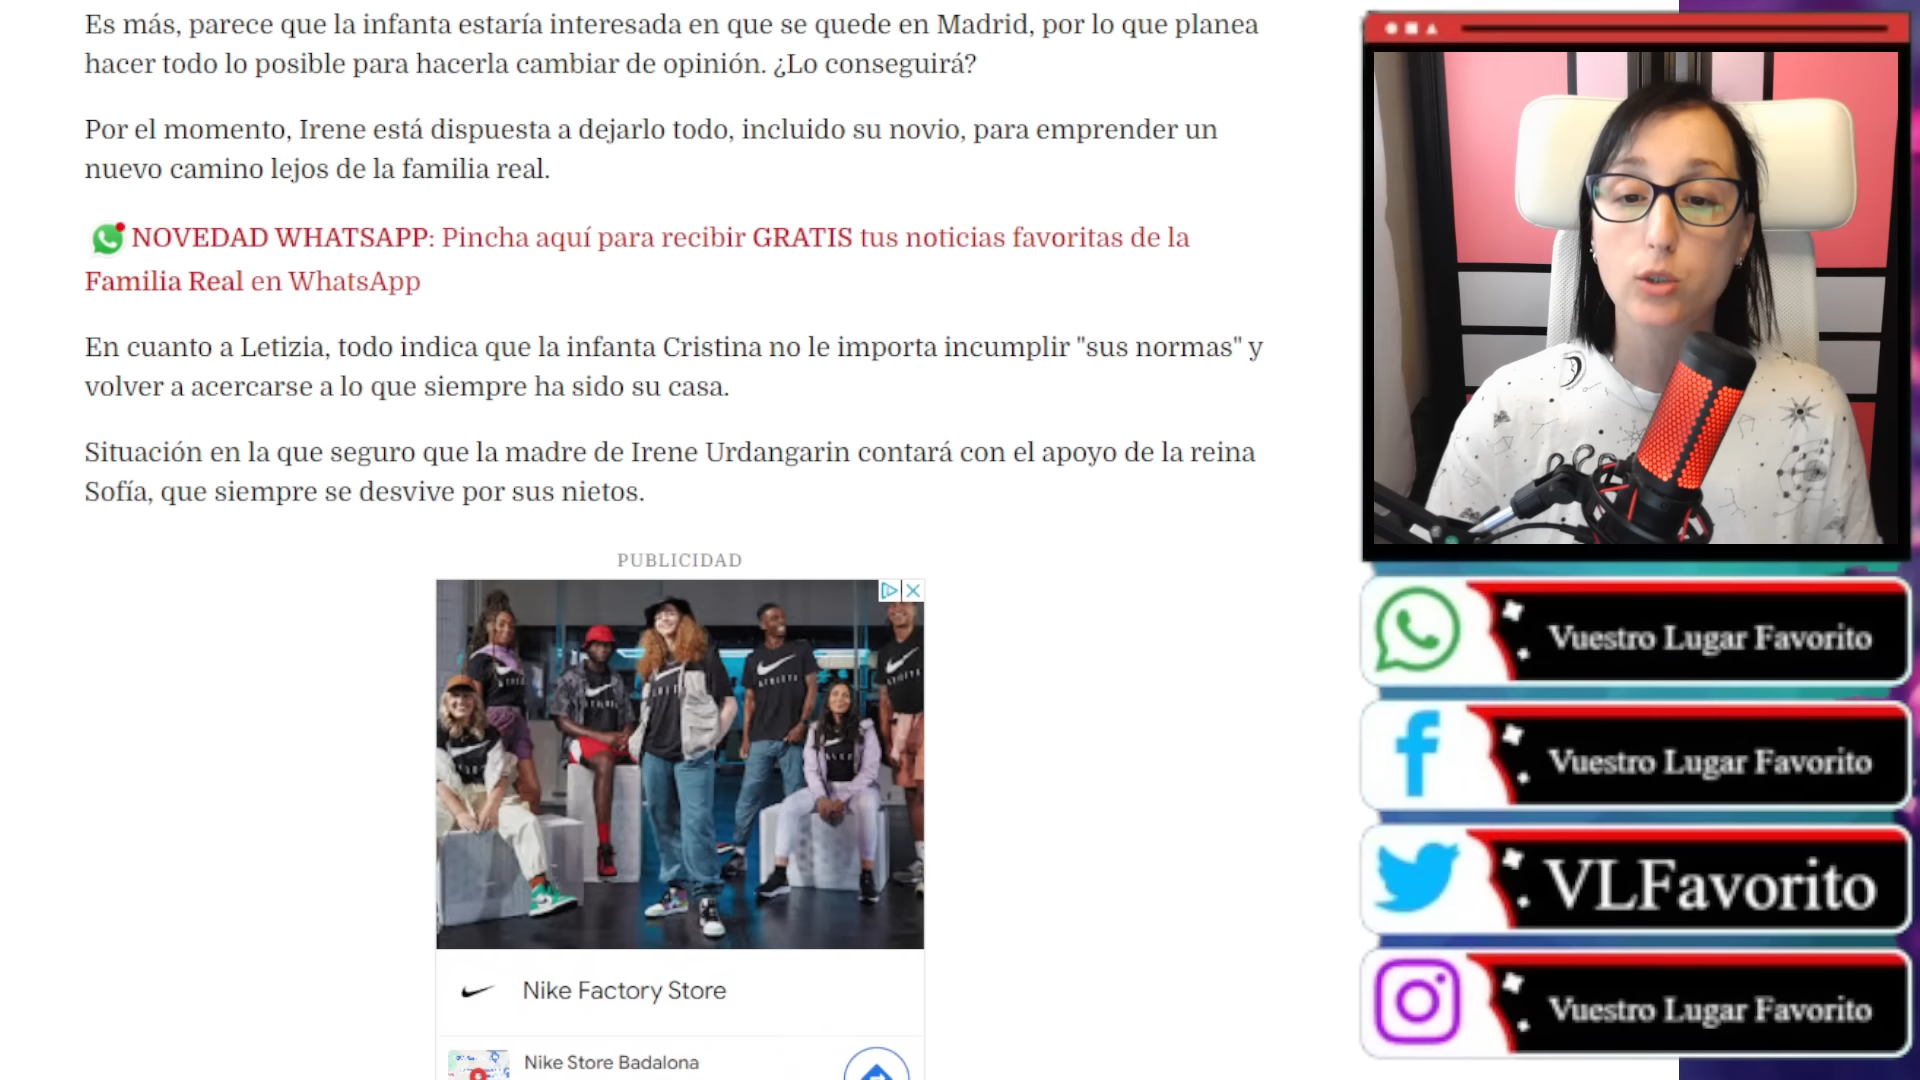 Es más, parece que la infanta estaría interesada en que se quede en Madrid, por lo que planea
hacer todo lo posible para hacerla cambiar de opinión. ¿Lo conseguirá?
Por el momento, Irene está dispuesta a dejarlo todo, incluido su novio, para emprender un
nuevo camino lejos de la familia real.
NOVEDAD WHATSAPP: Pincha aquí para recibir GRATIS tus noticias favoritas de la
Familia Real en WhatsApp
En cuanto a Letizia, todo indica que la infanta Cristina no le importa incumplir "sus normas" y
volver a acercarse a lo que siempre ha sido su casa.
Situación en la que seguro que la madre de Irene Urdangarin contará con el apoyo de la reina
Sofía, que siempre se desvive por sus nietos.
PUBLICIDAD
Nike Factory Store
Nike Store Badalona
Vuestro Lugar Favorito
Vuestro Lugar Favorito
VLFavorito
Vuestro Lugar Favorito